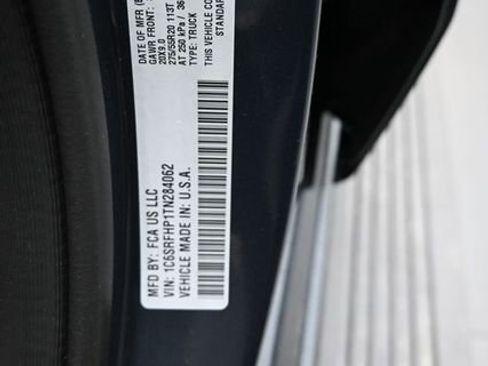 DATE OF MFR
GAWR FRONT:
20X9.0
275/55R20 113T
AT 250 kPa / 36
TYPE: TRUCK
THIS VEHICLE CO
STANDAR
MFD BY: FCA US LLC
VIN: 1C6SRFHP1TN284062
VEHICLE MADE IN: U.S.A.